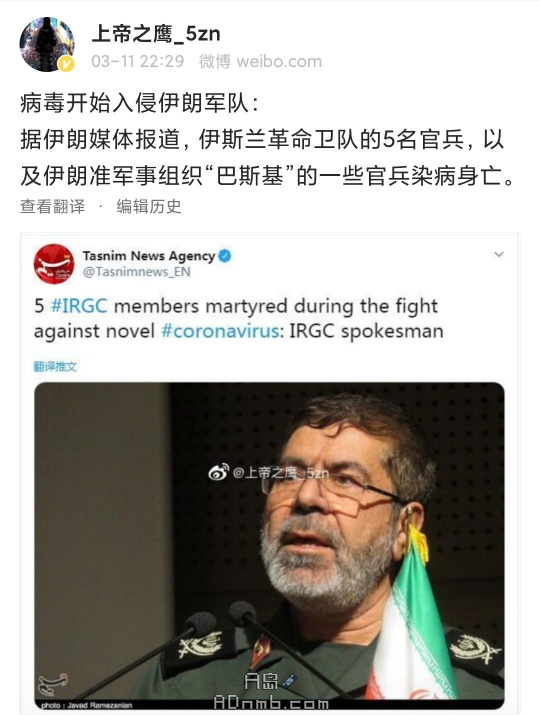 上帝之鹰_5zn
03-11 22:29 微博 weibo.com
病毒开始入侵伊朗军队：
据伊朗媒体报道，伊斯兰革命卫队的5名官兵，以
及伊朗准军事组织“巴斯基”的一些官兵染病身亡。
查看翻译 · 编辑历史
Tasnim News Agency
@Tasnimnews_EN
5 #IRGC members martyred during the fight
against novel #coronavirus: IRGC spokesman
翻译推文
@上帝之鹰_5zn
photo : Javad Ramezanian
A岛
ADnmb.com